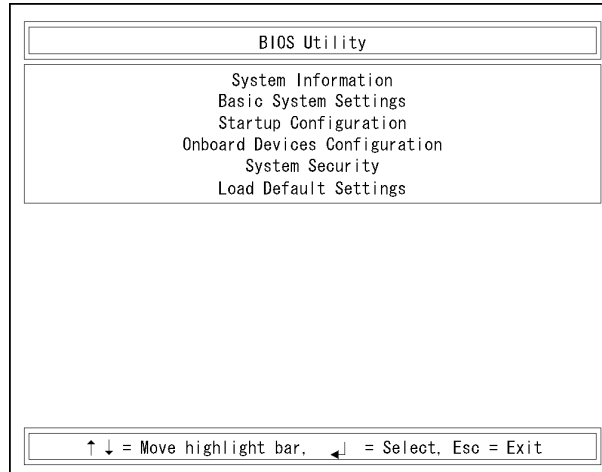 BIOS Utility
System Information
Basic System Settings
Startup Configuration
Onboard Devices Configuration
System Security
Load Default Settings
↑ ↓ = Move highlight bar, ↵ = Select, Esc = Exit